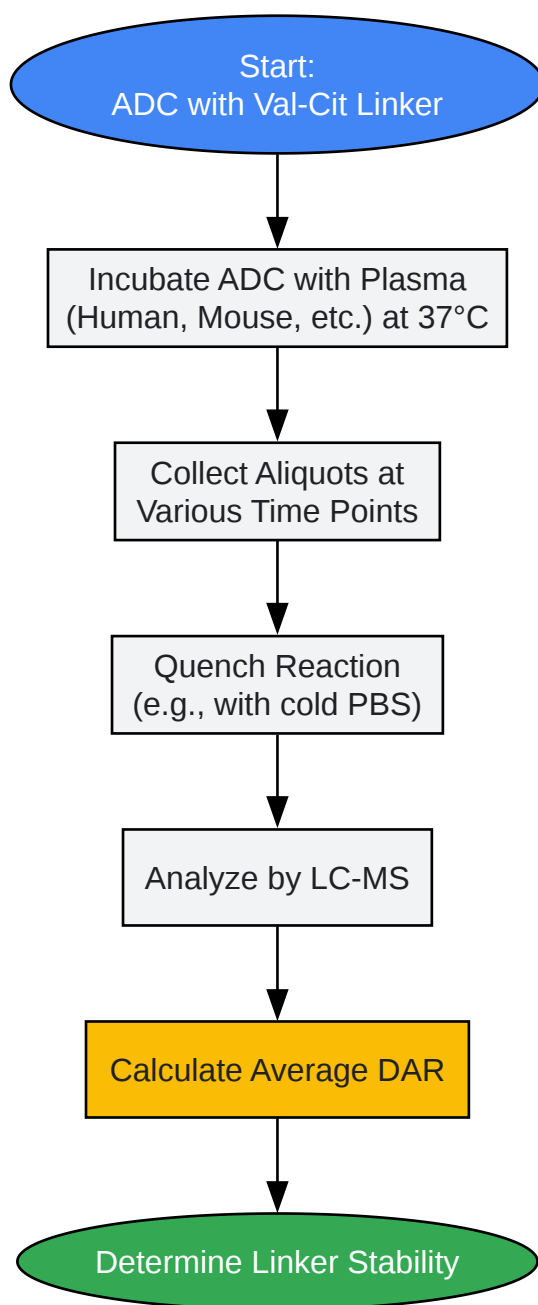 Start:
ADC with Val-Cit Linker
Incubate ADC with Plasma
(Human, Mouse, etc.) at 37°C
Collect Aliquots at
Various Time Points
Quench Reaction
(e.g., with cold PBS)
Analyze by LC-MS
Calculate Average DAR
Determine Linker Stability